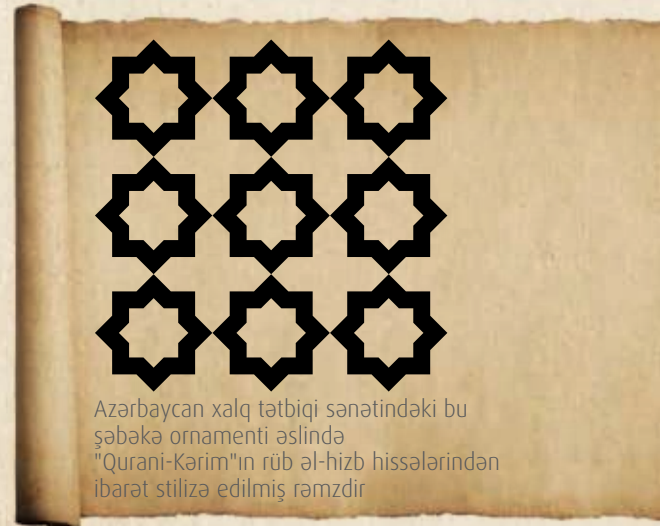 Azərbaycan xalq tətbiqi sənətindəki bu
şəbəkə ornamenti əslində
"Qurani-Kərim"ın rüb əl-hizb hissələrindən
ibarət stilizə edilmiş rəmzdir